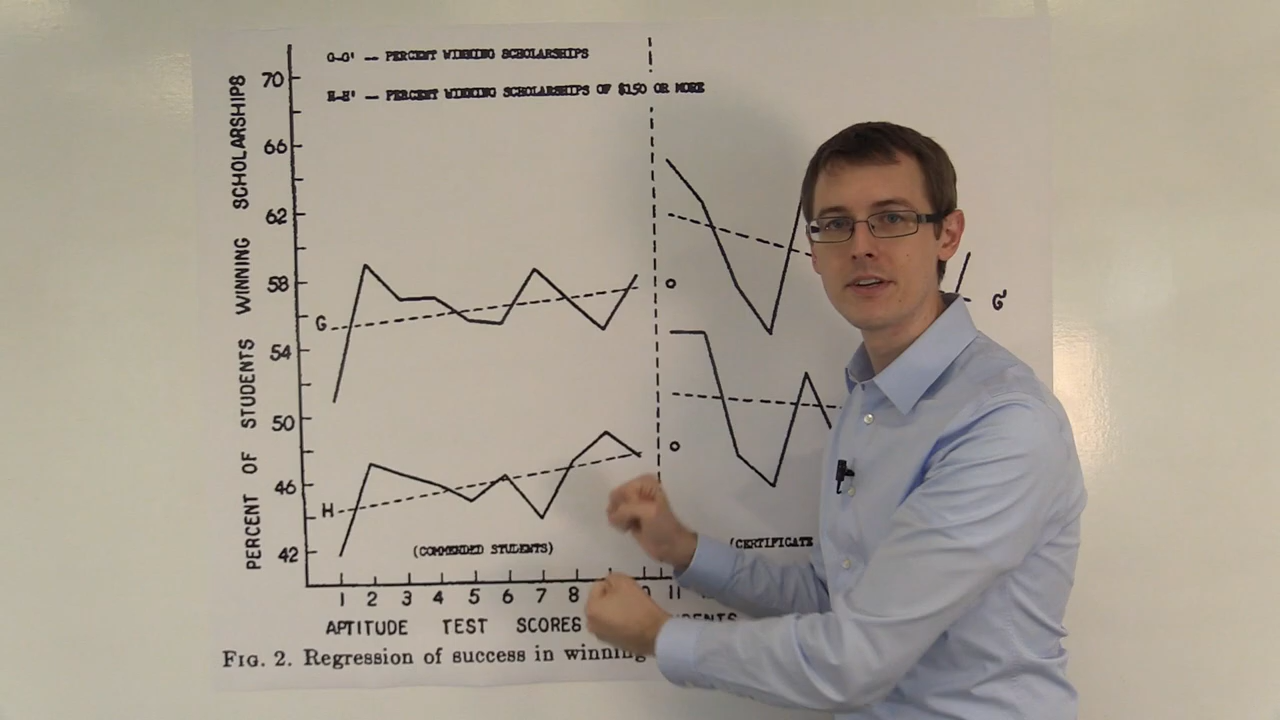 G-G' — PERCENT WINNING SCHOLARSHIPS
H-H' — PERCENT WINNING SCHOLARSHIPS OF $150 OR MORE
PERCENT OF STUDENTS WINNING SCHOLARSHIPS
70
66
62
58
54
50
46
42
G
G'
H
(COMMENDED STUDENTS)
(CERTIFICATE
1 2 3 4 5 6 7 8 11
APTITUDE TEST SCORES
FIG. 2. Regression of success in winning